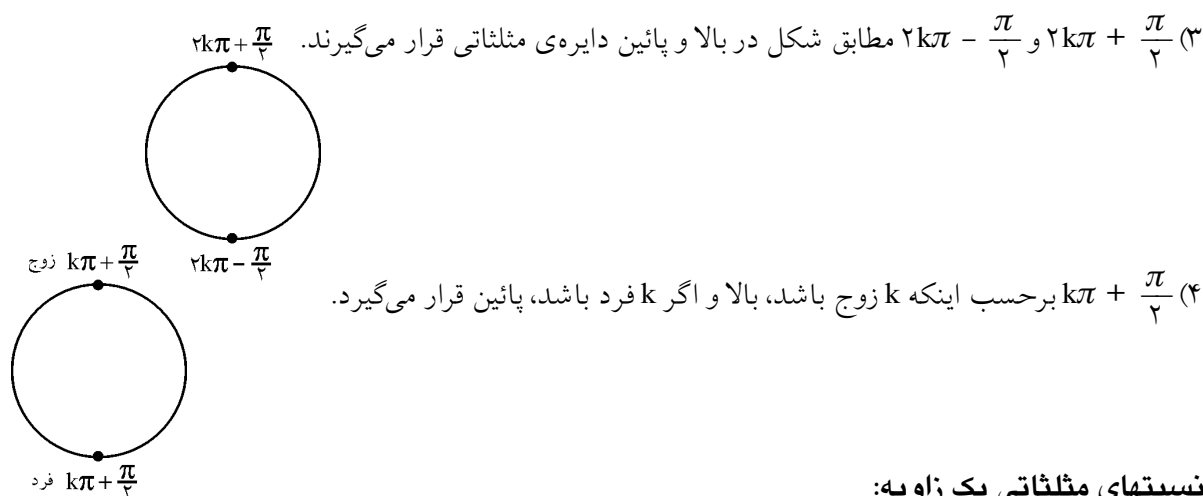 ۳) ۲kπ + π/۲ و ۲kπ - π/۲ مطابق شکل در بالا و پائین دایره‌ی مثلثاتی قرار می‌گیرند.
۲kπ + π/۲
۲kπ - π/۲
۴) kπ + π/۲ برحسب اینکه k زوج باشد، بالا و اگر k فرد باشد، پائین قرار می‌گیرد.
kπ + π/۲ زوج
kπ + π/۲ فرد
نسبتهای مثلثاتی یک زاویه: